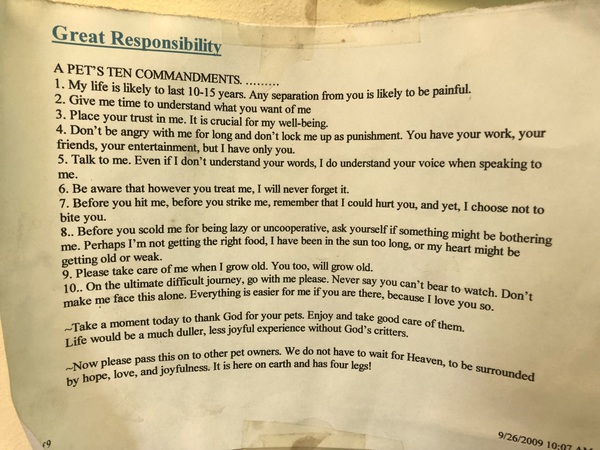 Great Responsibility
A PET'S TEN COMMANDMENTS. .........
1. My life is likely to last 10-15 years. Any separation from you is likely to be painful.
2. Give me time to understand what you want of me
3. Place your trust in me. It is crucial for my well-being.
4. Don't be angry with me for long and don't lock me up as punishment. You have your work, your
friends, your entertainment, but I have only you.
5. Talk to me. Even if I don't understand your words, I do understand your voice when speaking to
me.
6. Be aware that however you treat me, I will never forget it.
7. Before you hit me, before you strike me, remember that I could hurt you, and yet, I choose not to
bite you.
8.. Before you scold me for being lazy or uncooperative, ask yourself if something might be bothering
me. Perhaps I'm not getting the right food, I have been in the sun too long, or my heart might be
getting old or weak.
9. Please take care of me when I grow old. You too, will grow old.
10.. On the ultimate difficult journey, go with me please. Never say you can't bear to watch. Don't
make me face this alone. Everything is easier for me if you are there, because I love you so.
~Take a moment today to thank God for your pets. Enjoy and take good care of them.
Life would be a much duller, less joyful experience without God's critters.
~Now please pass this on to other pet owners. We do not have to wait for Heaven, to be surrounded
by hope, love, and joyfulness. It is here on earth and has four legs!
9/26/2009 10:07 AM